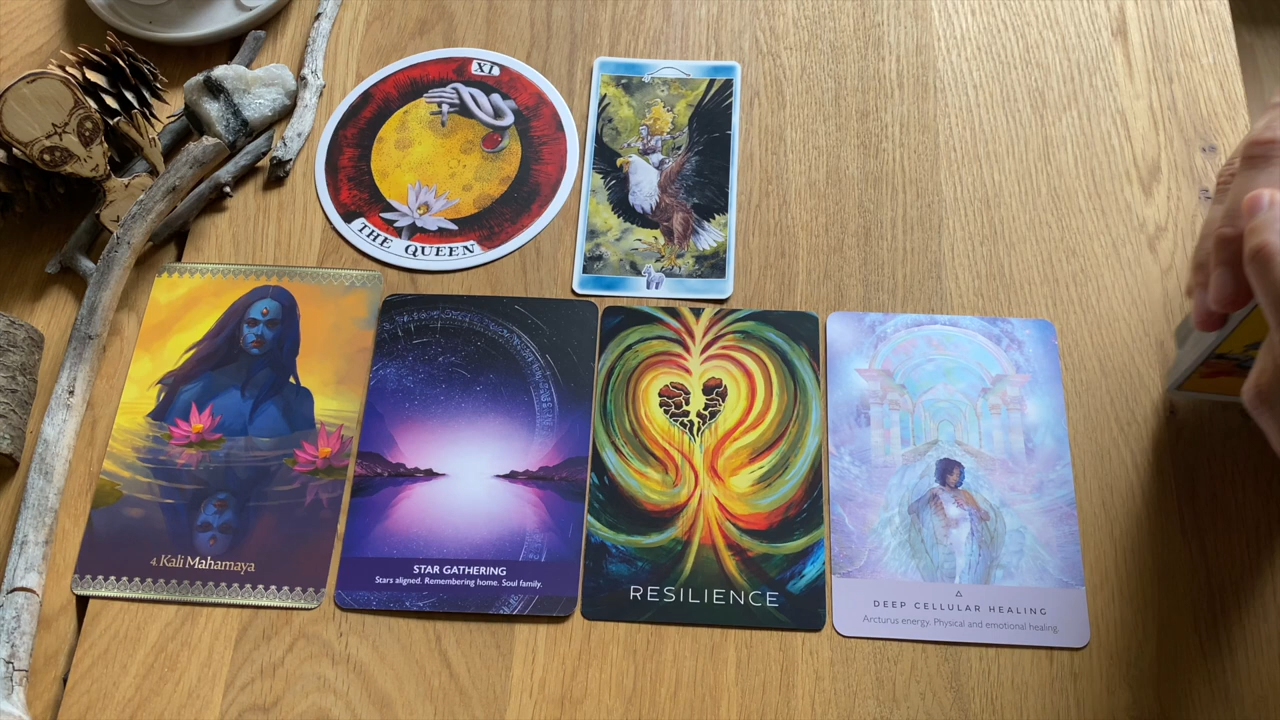 XI
THE QUEEN
4. Kali Mahamaya
STAR GATHERING
Stars aligned. Remembering home. Soul family.
RESILIENCE
DEEP CELLULAR HEALING
Arcturus energy. Physical and emotional healing.